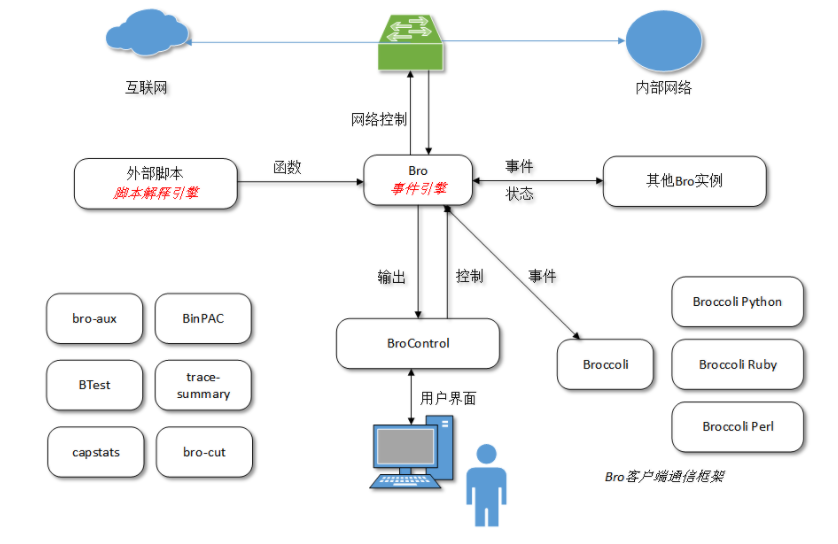 互联网
内部网络
网络控制
外部脚本
脚本解释引擎
函数
Bro
事件引擎
事件
状态
其他Bro实例
输出
控制
事件
bro-aux
BinPAC
BTest
trace-
summary
capstats
bro-cut
BroControl
用户界面
Broccoli
Broccoli Python
Broccoli Ruby
Broccoli Perl
Bro客户端通信框架